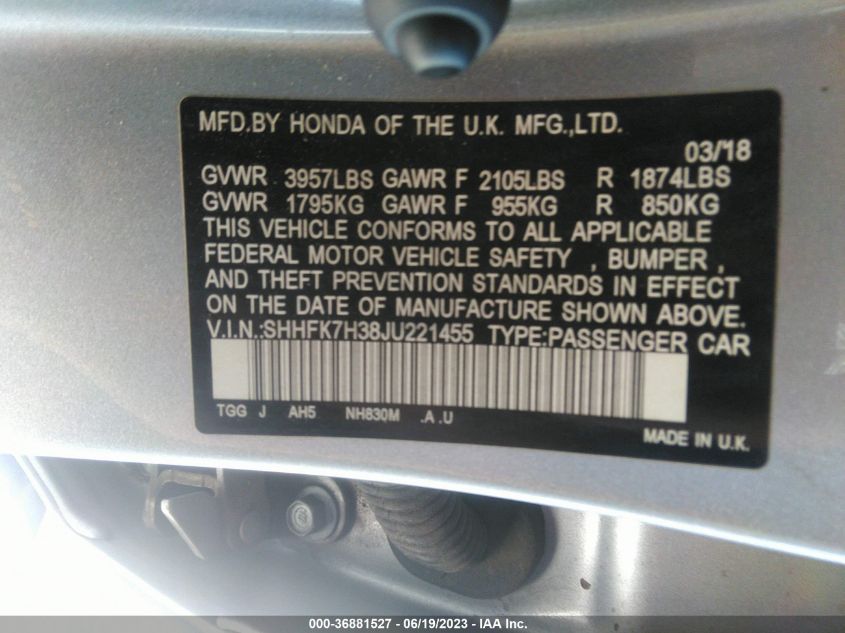 MFD.BY HONDA OF THE U.K. MFG.,LTD.
03/'18
GVWR 3957LBS GAWR F 2105LBS R 1874LBS
GVWR 1795KG GAWR F 955KG R 850KG
THIS VEHICLE CONFORMS TO ALL APPLICABLE
FEDERAL MOTOR VEHICLE SAFETY , BUMPER ,
AND THEFT PREVENTION STANDARDS IN EFFECT
ON THE DATE OF MANUFACTURE SHOWN ABOVE.
V.I.N.:SHHFK7H38JU221455 TYPE:PASSENGER CAR
TGG J AH5 NH830M .A .U
MADE IN U.K.
000-36881527 - 06/19/2023 - IAA Inc.